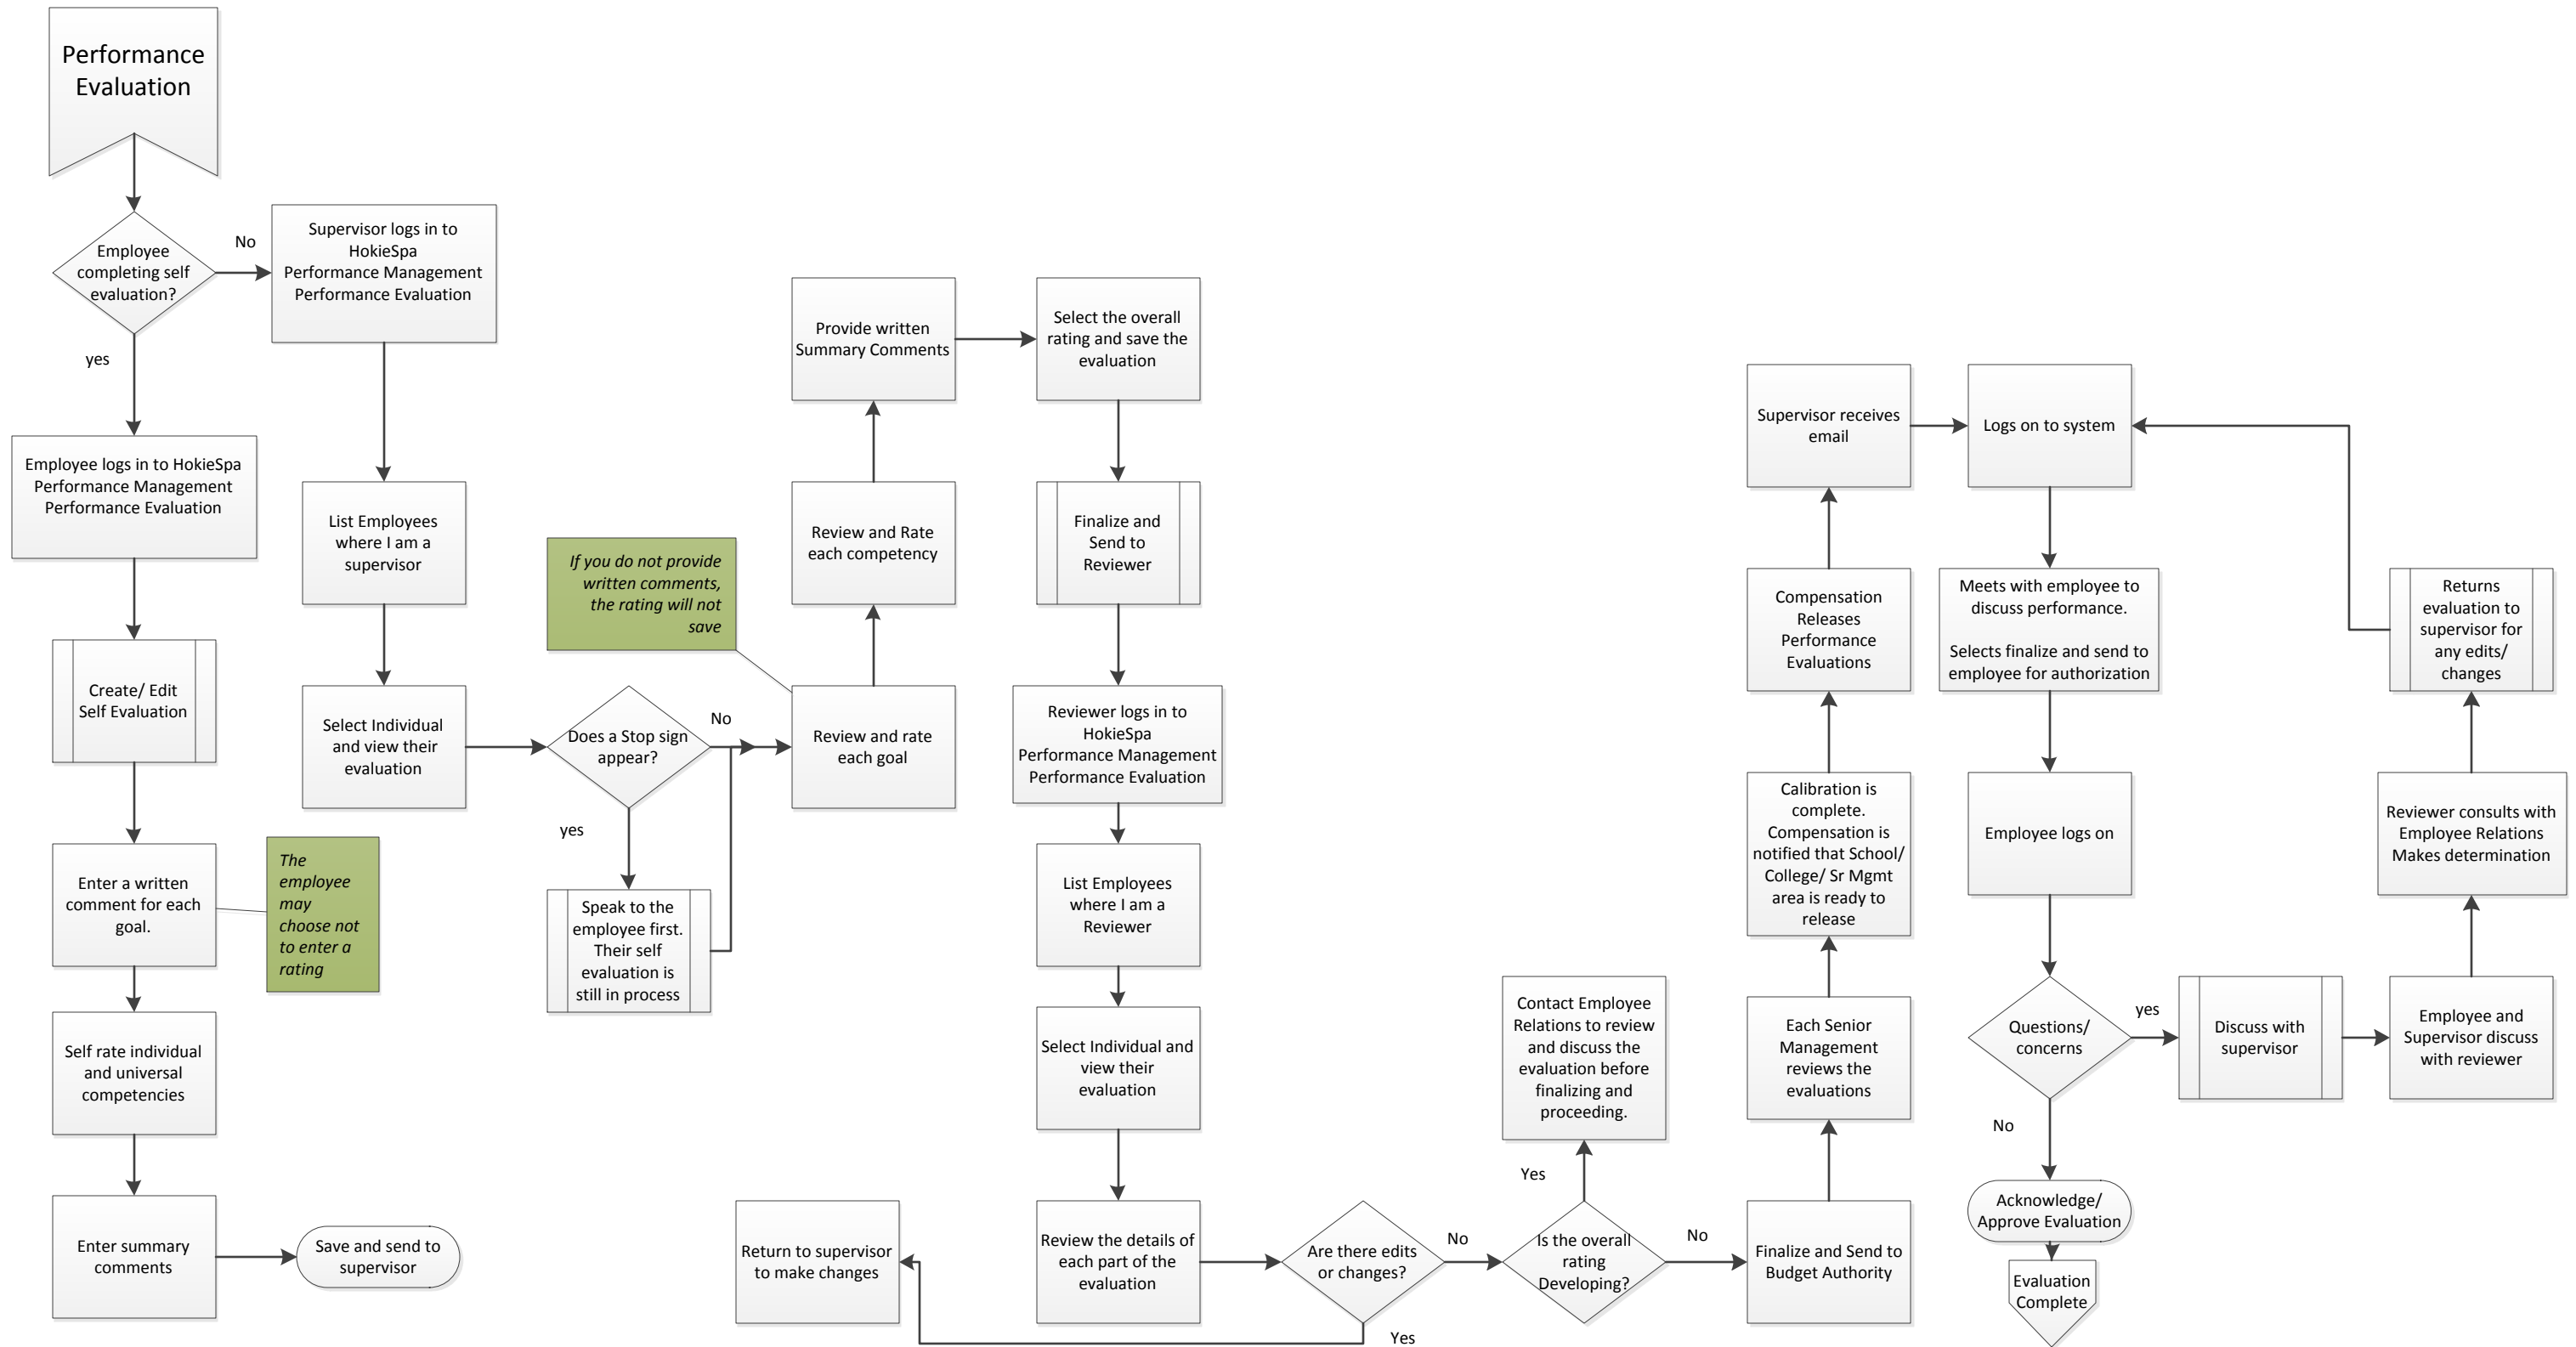 Performance
Evaluation
Employee
completing self
evaluation?
No
yes
Supervisor logs in to
HokieSpa
Performance Management
Performance Evaluation
Employee logs in to HokieSpa
Performance Management
Performance Evaluation
Create/ Edit
Self Evaluation
Enter a written
comment for each
goal.
The
employee
may
choose not
to enter a
rating
Self rate individual
and universal
competencies
Enter summary
comments
Save and send to
supervisor
List Employees
where I am a
supervisor
Select Individual
and view their
evaluation
Does a Stop sign
appear?
No
yes
Speak to the
employee first.
Their self
evaluation is
still in process
If you do not provide
written comments,
the rating will not
save
Review and rate
each goal
Review and Rate
each competency
Provide written
Summary Comments
Select the overall
rating and save the
evaluation
Finalize and
Send to
Reviewer
Reviewer logs in to
HokieSpa
Performance Management
Performance Evaluation
List Employees
where I am a
Reviewer
Select Individual and
view their
evaluation
Review the details of
each part of the
evaluation
Are there edits
or changes?
Yes
Return to supervisor
to make changes
No
Is the overall
rating
Developing?
Yes
Contact Employee
Relations to review
and discuss the
evaluation before
finalizing and
proceeding.
No
Finalize and Send to
Budget Authority
Each Senior
Management
reviews the
evaluations
Calibration is
complete.
Compensation is
notified that School/
College/ Sr Mgmt
area is ready to
release
Compensation
Releases
Performance
Evaluations
Supervisor receives
email
Logs on to system
Meets with employee to
discuss performance.
Selects finalize and send to
employee for authorization
Employee logs on
Questions/
concerns
yes
Discuss with
supervisor
Employee and
Supervisor discuss
with reviewer
Reviewer consults with
Employee Relations
Makes determination
Returns
evaluation to
supervisor for
any edits/
changes
No
Acknowledge/
Approve Evaluation
Evaluation
Complete